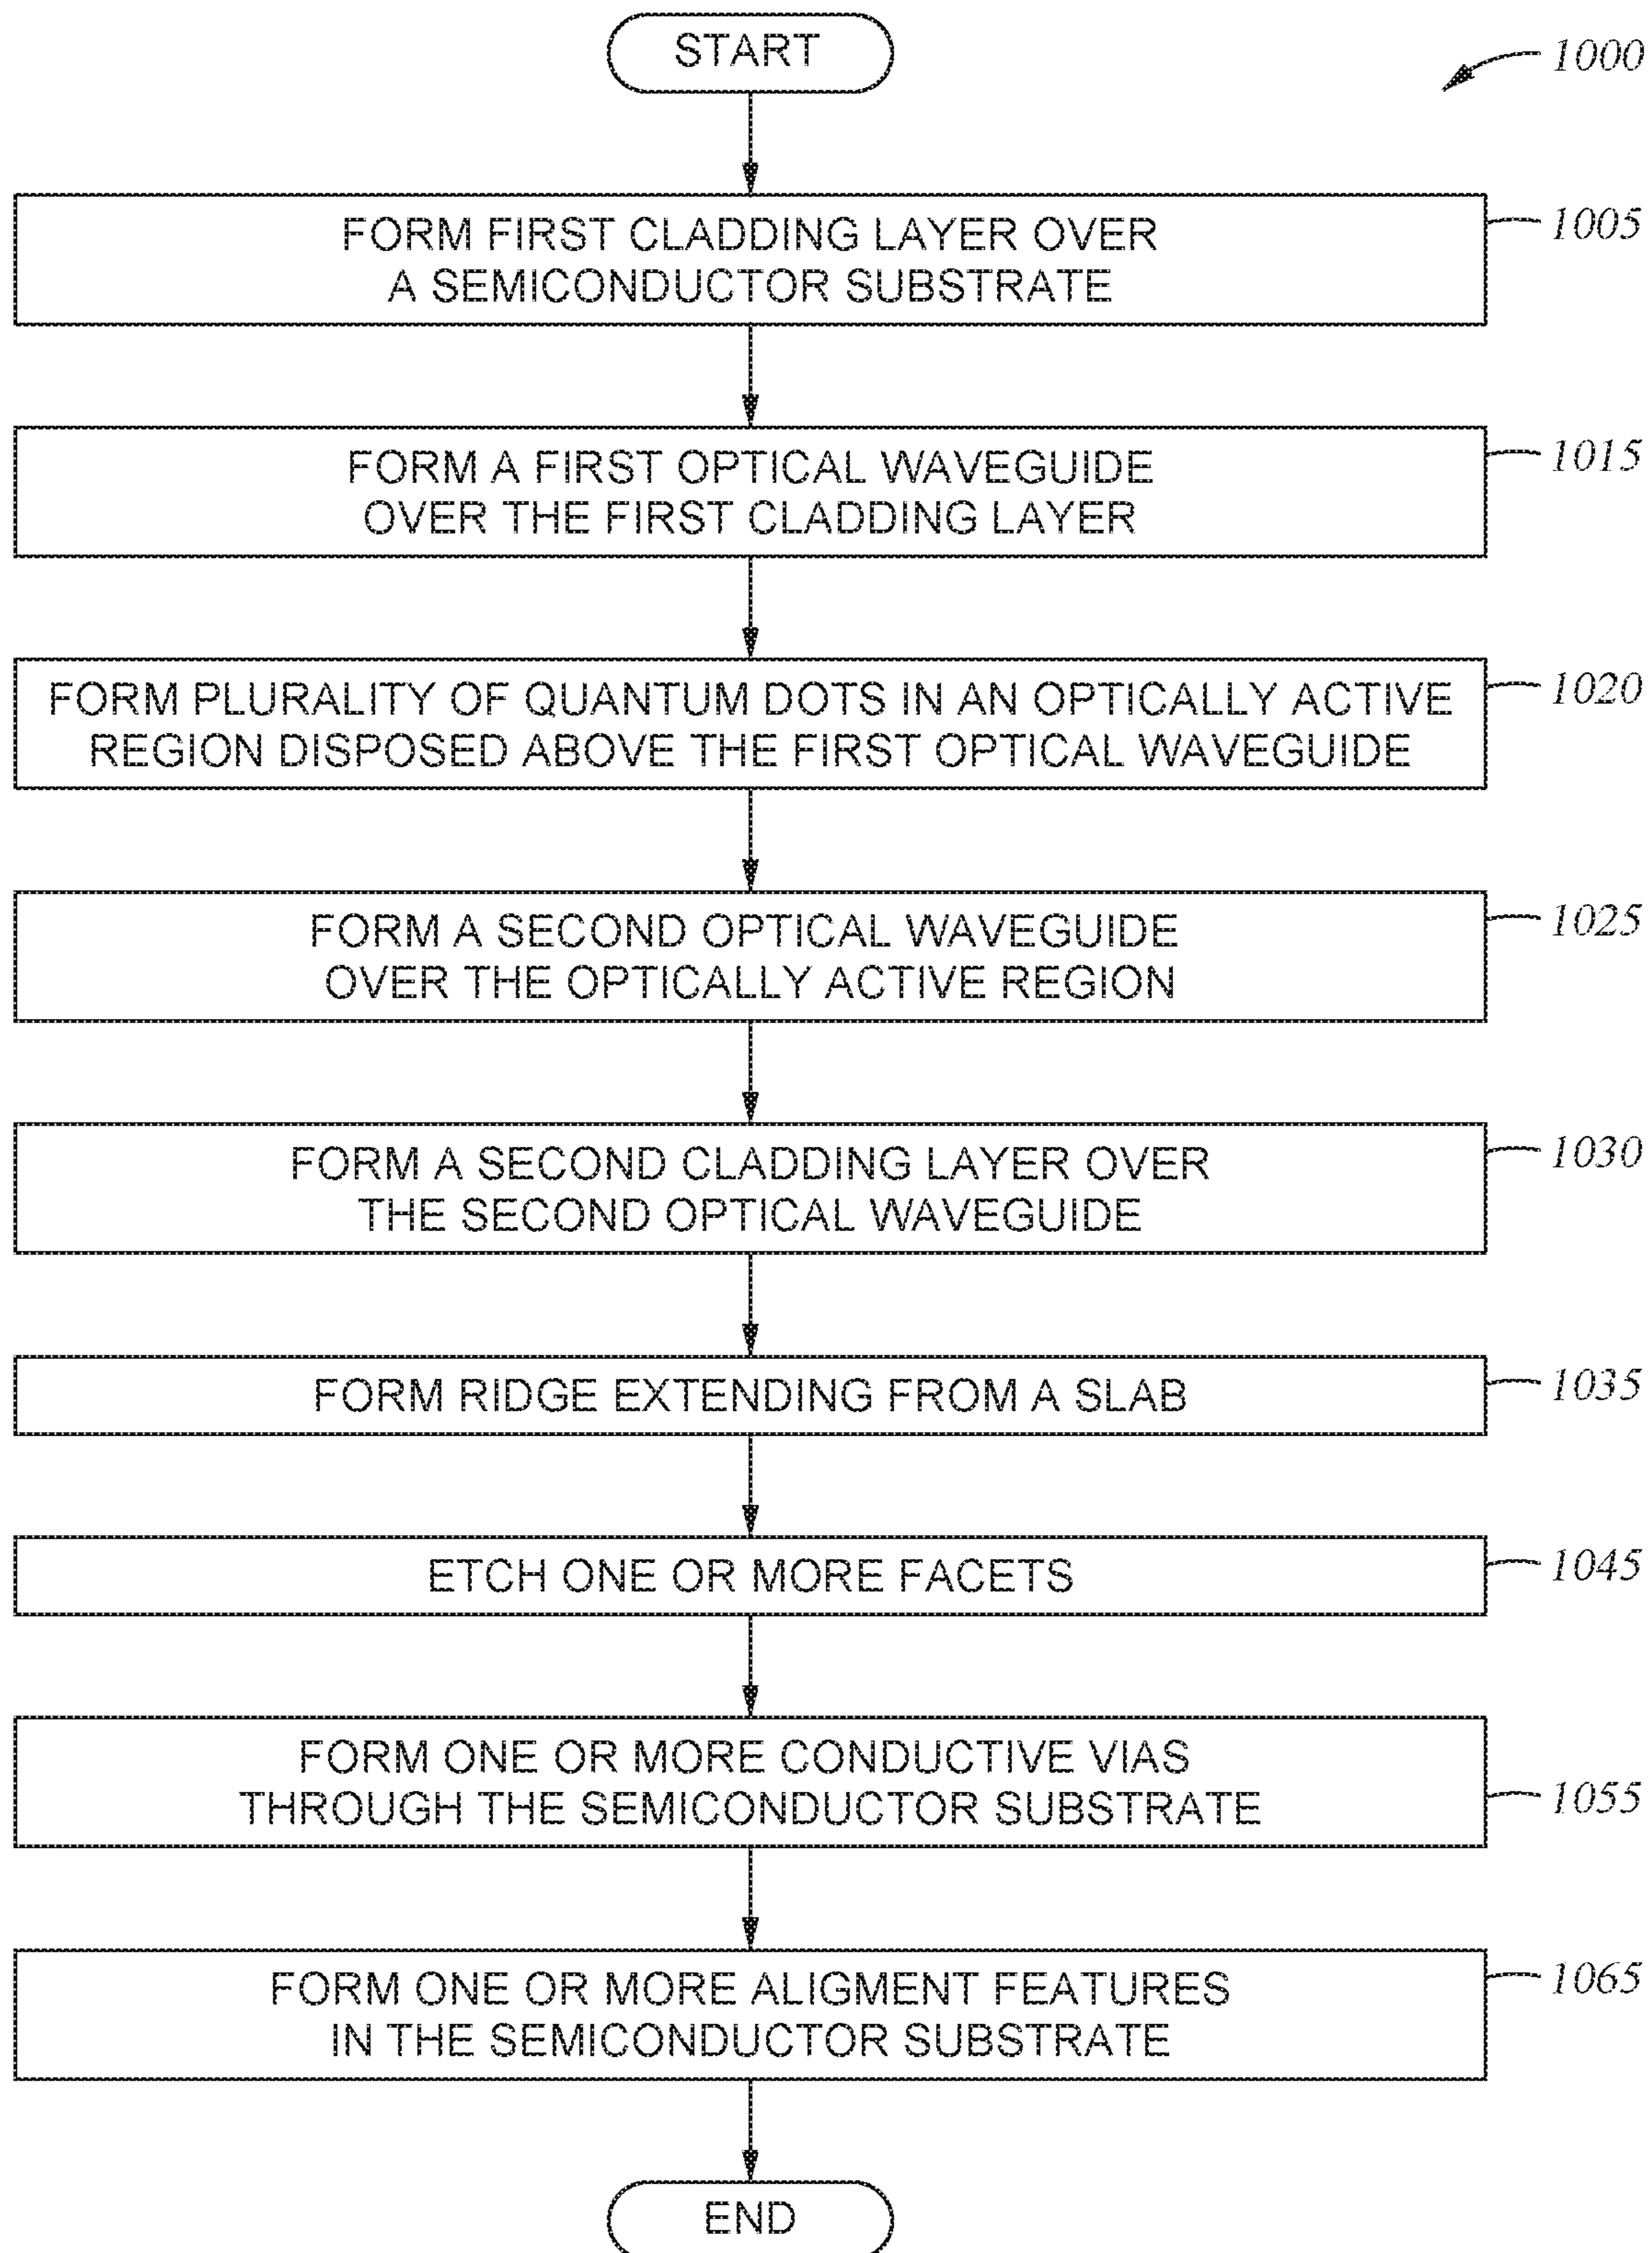 START
1000
FORM FIRST CLADDING LAYER OVER
A SEMICONDUCTOR SUBSTRATE
1005
FORM A FIRST OPTICAL WAVEGUIDE
OVER THE FIRST CLADDING LAYER
1015
FORM PLURALITY OF QUANTUM DOTS IN AN OPTICALLY ACTIVE
REGION DISPOSED ABOVE THE FIRST OPTICAL WAVEGUIDE
1020
FORM A SECOND OPTICAL WAVEGUIDE
OVER THE OPTICALLY ACTIVE REGION
1025
FORM A SECOND CLADDING LAYER OVER
THE SECOND OPTICAL WAVEGUIDE
1030
FORM RIDGE EXTENDING FROM A SLAB
1035
ETCH ONE OR MORE FACETS
1045
FORM ONE OR MORE CONDUCTIVE VIAS
THROUGH THE SEMICONDUCTOR SUBSTRATE
1055
FORM ONE OR MORE ALIGMENT FEATURES
IN THE SEMICONDUCTOR SUBSTRATE
1065
END